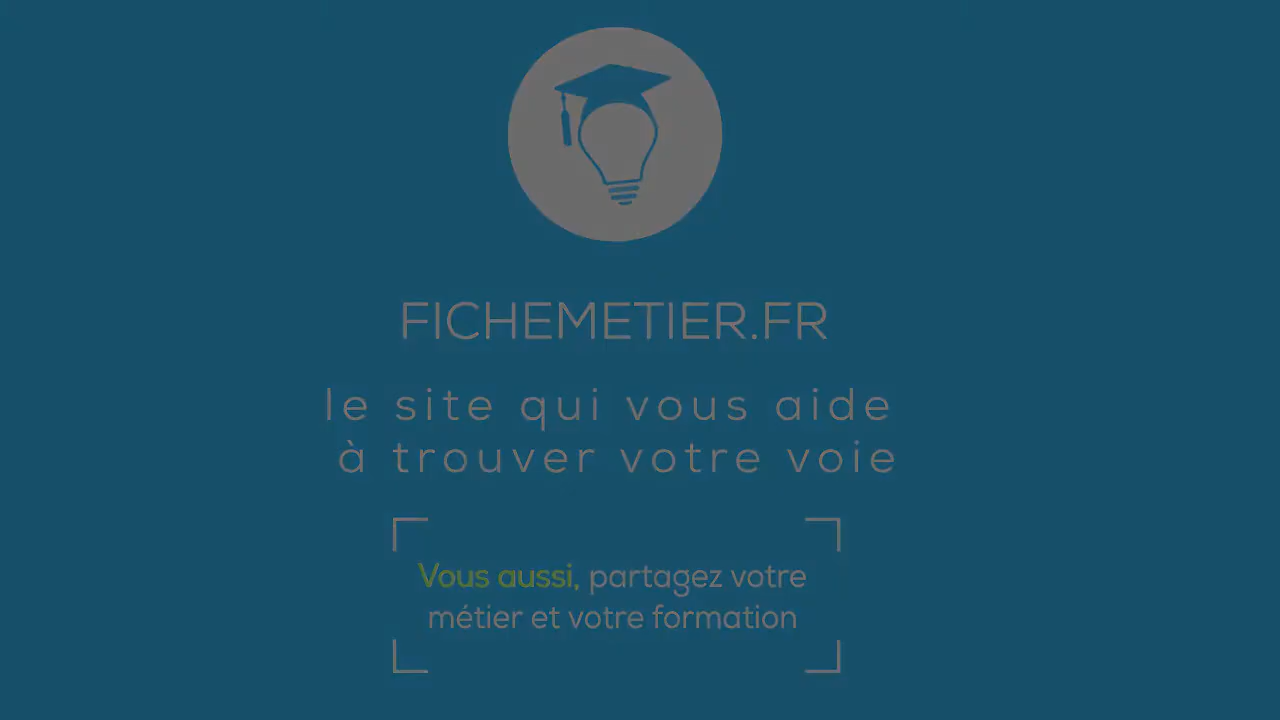 FICHEMETIER.FR
le site qui vous aide
à trouver votre voie
Vous aussi, partagez votre
métier et votre formation